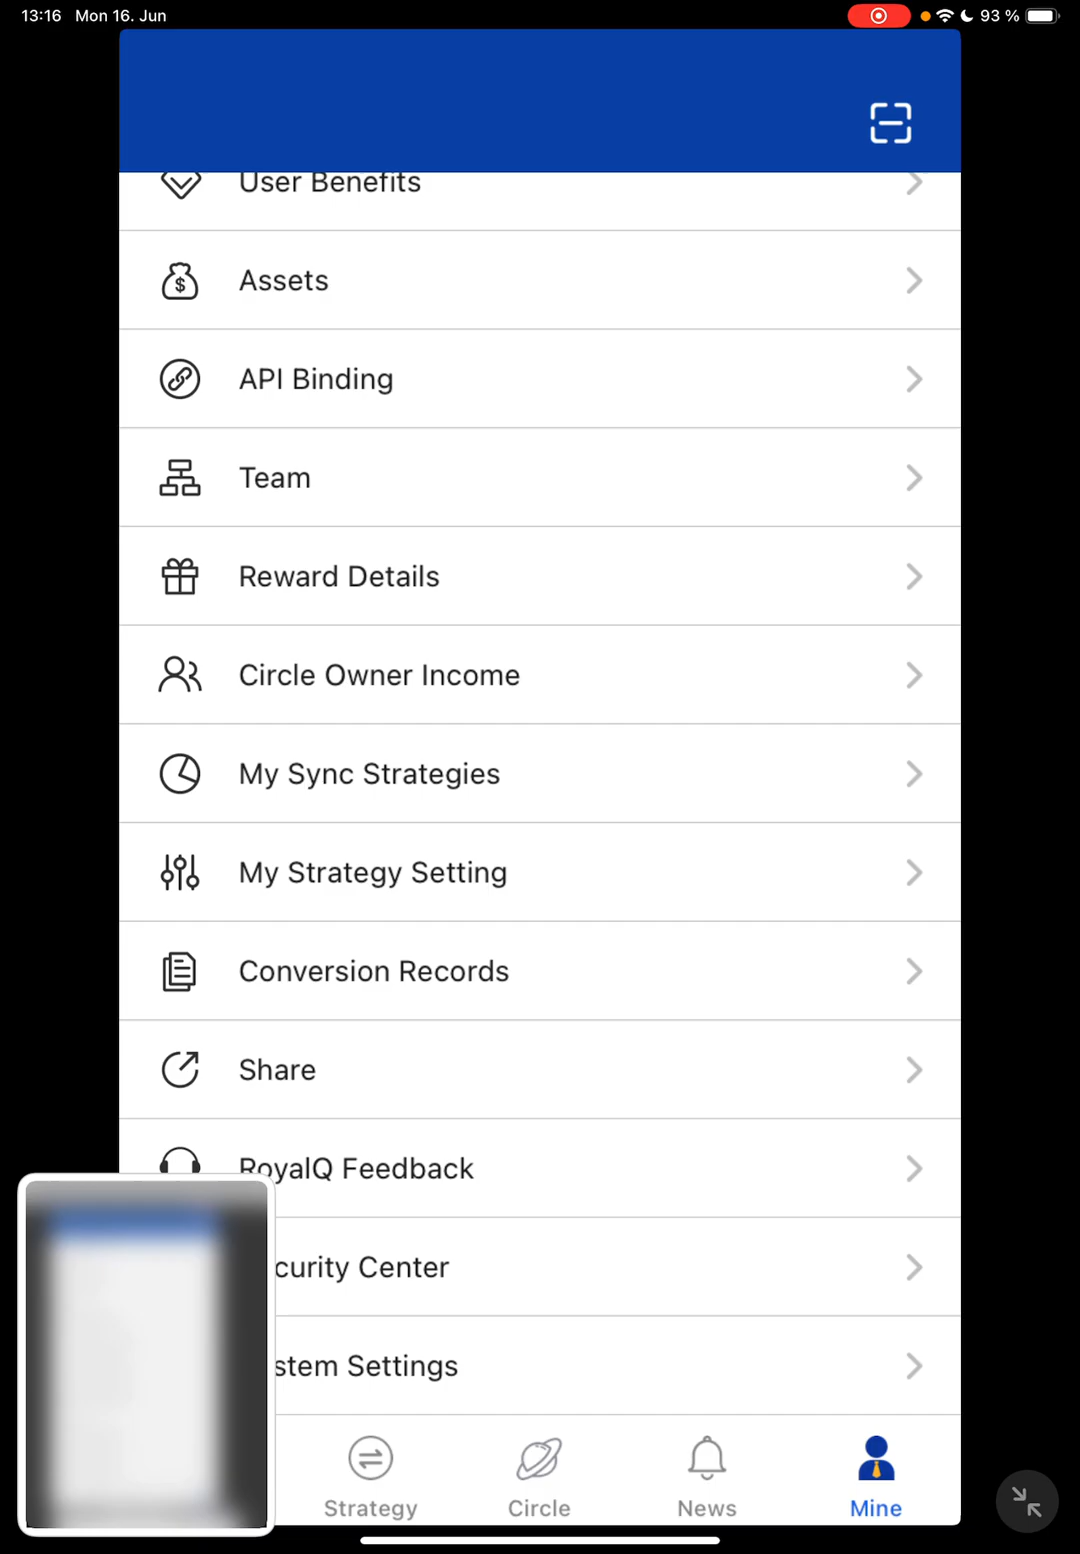 13:16 Mon 16. Jun 93 %
User Benefits
Assets
API Binding
Team
Reward Details
Circle Owner Income
My Sync Strategies
My Strategy Setting
Conversion Records
Share
RoyalQ Feedback
curity Center
stem Settings
Strategy Circle News Mine